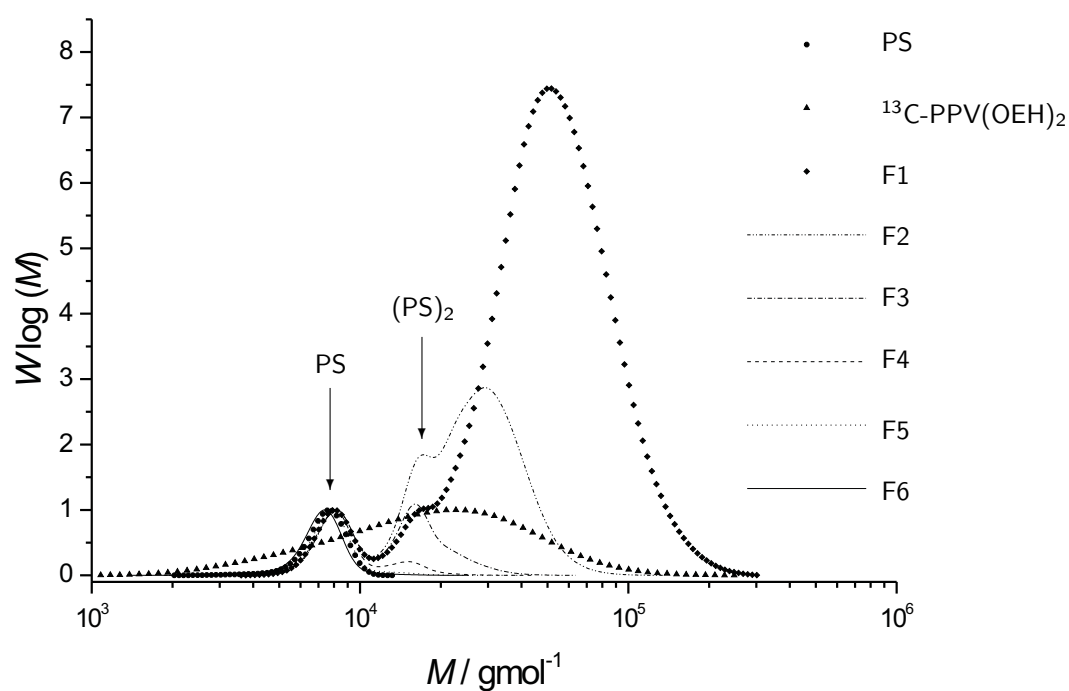 8
7
6
5
4
3
2
1
0
W log (M)
10³
10⁴
10⁵
10⁶
M / gmol⁻¹
PS
(PS)₂
PS
¹³C-PPV(OEH)₂
F1
F2
F3
F4
F5
F6